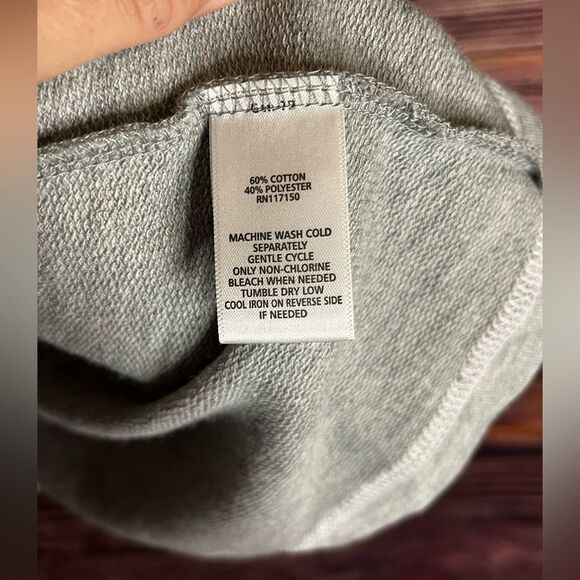 60% COTTON
40% POLYESTER
RN117150
MACHINE WASH COLD
SEPARATELY
GENTLE CYCLE
ONLY NON-CHLORINE
BLEACH WHEN NEEDED
TUMBLE DRY LOW
COOL IRON ON REVERSE SIDE
IF NEEDED